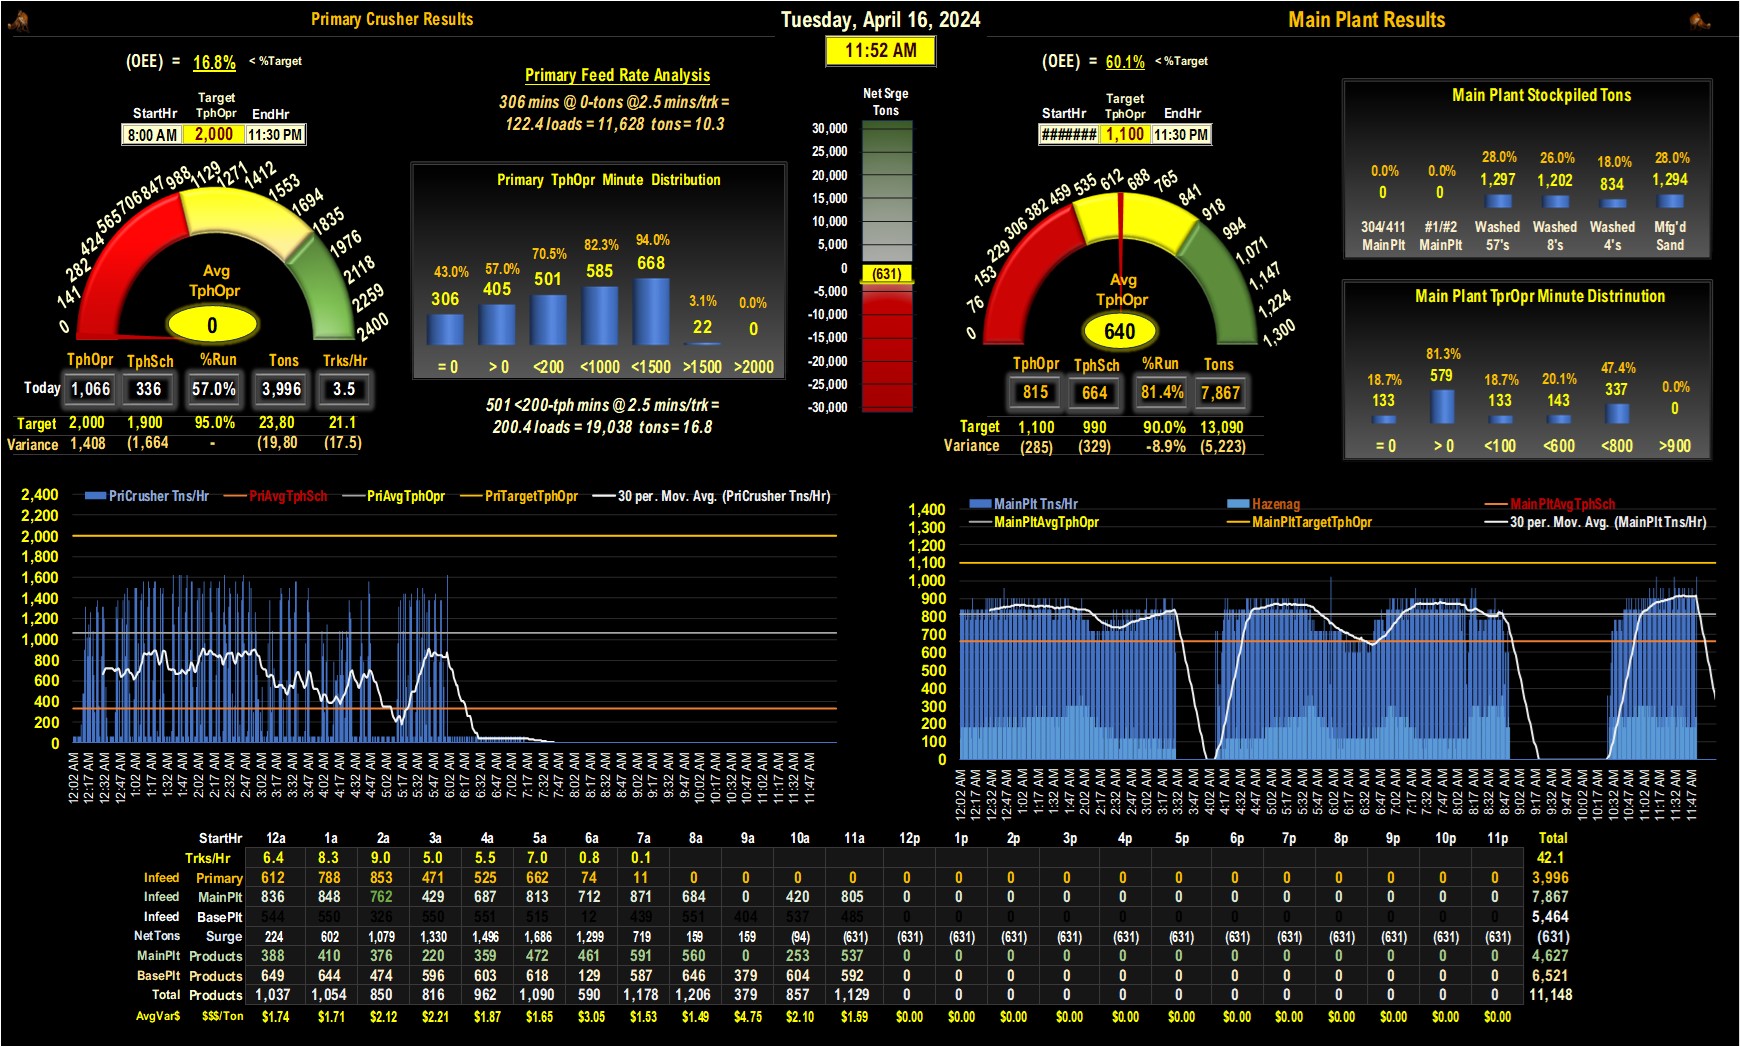 Primary Crusher Results
Tuesday, April 16, 2024
Main Plant Results
11:52 AM
(OEE) = 16.8% < %Target
Target
StartHr TphOpr EndHr
8:00 AM 2,000 11:30 PM
0 141 282 424 565 706 847 988 1129 1271 1412 1553 1694 1835 1976 2118 2259 2400
Avg
TphOpr
0
TphOpr TphSch %Run Tons Trks/Hr
Today 1,066 336 57.0% 3,996 3.5
Target 2,000 1,900 95.0% 23,80 21.1
Variance 1,408 (1,664 - (19,80 (17.5)
Primary Feed Rate Analysis
306 mins @ 0-tons @2.5 mins/trk =
122.4 loads = 11,628 tons = 10.3
Primary TphOpr Minute Distribution
43.0% 57.0% 70.5% 82.3% 94.0% 3.1% 0.0%
306 405 501 585 668 22 0
= 0 > 0 <200 <1000 <1500 >1500 >2000
501 <200-tph mins @ 2.5 mins/trk =
200.4 loads = 19,038 tons = 16.8
Net Srge
Tons
30,000
25,000
20,000
15,000
10,000
5,000
0
(631)
-5,000
-10,000
-15,000
-20,000
-25,000
-30,000
(OEE) = 60.1% < %Target
Target
StartHr TphOpr EndHr
####### 1,100 11:30 PM
0 76 153 229 306 382 459 535 612 688 765 841 918 994 1,071 1,147 1,224 1,300
Avg
TphOpr
640
TphOpr TphSch %Run Tons
815 664 81.4% 7,867
Target 1,100 990 90.0% 13,090
Variance (285) (329) -8.9% (5,223)
Main Plant Stockpiled Tons
0.0% 0.0% 28.0% 26.0% 18.0% 28.0%
0 0 1,297 1,202 834 1,294
304/411 #1/#2 Washed Washed Washed Mfg'd
MainPlt MainPlt 57's 8's 4's Sand
Main Plant TprOpr Minute Distrinution
18.7% 81.3% 18.7% 20.1% 47.4% 0.0%
133 579 133 143 337 0
= 0 > 0 <100 <600 <800 >900
PriCrusher Tns/Hr PriAvgTphSch PriAvgTphOpr PriTargetTphOpr 30 per. Mov. Avg. (PriCrusher Tns/Hr)
2,400
2,200
2,000
1,800
1,600
1,400
1,200
1,000
800
600
400
200
0
12:02 AM 12:17 AM 12:32 AM 12:47 AM 1:02 AM 1:17 AM 1:32 AM 1:47 AM 2:02 AM 2:17 AM 2:32 AM 2:47 AM 3:02 AM 3:17 AM 3:32 AM 3:47 AM 4:02 AM 4:17 AM 4:32 AM 4:47 AM 5:02 AM 5:17 AM 5:32 AM 5:47 AM 6:02 AM 6:17 AM 6:32 AM 6:47 AM 7:02 AM 7:17 AM 7:32 AM 7:47 AM 8:02 AM 8:17 AM 8:32 AM 8:47 AM 9:02 AM 9:17 AM 9:32 AM 9:47 AM 10:02 AM 10:17 AM 10:32 AM 10:47 AM 11:02 AM 11:17 AM 11:32 AM 11:47 AM
MainPlt Tns/Hr Hazenag MainPltAvgTphSch
MainPltAvgTphOpr MainPltTargetTphOpr 30 per. Mov. Avg. (MainPlt Tns/Hr)
1,400
1,300
1,200
1,100
1,000
900
800
700
600
500
400
300
200
100
0
12:02 AM 12:17 AM 12:32 AM 12:47 AM 1:02 AM 1:17 AM 1:32 AM 1:47 AM 2:02 AM 2:17 AM 2:32 AM 2:47 AM 3:02 AM 3:17 AM 3:32 AM 3:47 AM 4:02 AM 4:17 AM 4:32 AM 4:47 AM 5:02 AM 5:17 AM 5:32 AM 5:47 AM 6:02 AM 6:17 AM 6:32 AM 6:47 AM 7:02 AM 7:17 AM 7:32 AM 7:47 AM 8:02 AM 8:17 AM 8:32 AM 8:47 AM 9:02 AM 9:17 AM 9:32 AM 9:47 AM 10:02 AM 10:17 AM 10:32 AM 10:47 AM 11:02 AM 11:17 AM 11:32 AM 11:47 AM
StartHr 12a 1a 2a 3a 4a 5a 6a 7a 8a 9a 10a 11a 12p 1p 2p 3p 4p 5p 6p 7p 8p 9p 10p 11p Total
Trks/Hr 6.4 8.3 9.0 5.0 5.5 7.0 0.8 0.1 42.1
Infeed Primary 612 788 853 471 525 662 74 11 0 0 0 0 0 0 0 0 0 0 0 0 0 0 0 0 3,996
Infeed MainPlt 836 848 762 429 687 813 712 871 684 0 420 805 0 0 0 0 0 0 0 0 0 0 0 0 7,867
Infeed BasePlt 544 550 326 550 551 515 12 439 551 404 537 485 0 0 0 0 0 0 0 0 0 0 0 0 5,464
NetTons Surge 224 602 1,079 1,330 1,496 1,686 1,299 719 159 159 (94) (631) (631) (631) (631) (631) (631) (631) (631) (631) (631) (631) (631) (631) (631)
MainPlt Products 388 410 376 220 359 472 461 591 560 0 253 537 0 0 0 0 0 0 0 0 0 0 0 0 4,627
BasePlt Products 649 644 474 596 603 618 129 587 646 379 604 592 0 0 0 0 0 0 0 0 0 0 0 0 6,521
Total Products 1,037 1,054 850 816 962 1,090 590 1,178 1,206 379 857 1,129 0 0 0 0 0 0 0 0 0 0 0 0 11,148
AvgVar$ $$$/Ton $1.74 $1.71 $2.12 $2.21 $1.87 $1.65 $3.05 $1.53 $1.49 $4.75 $2.10 $1.59 $0.00 $0.00 $0.00 $0.00 $0.00 $0.00 $0.00 $0.00 $0.00 $0.00 $0.00 $0.00